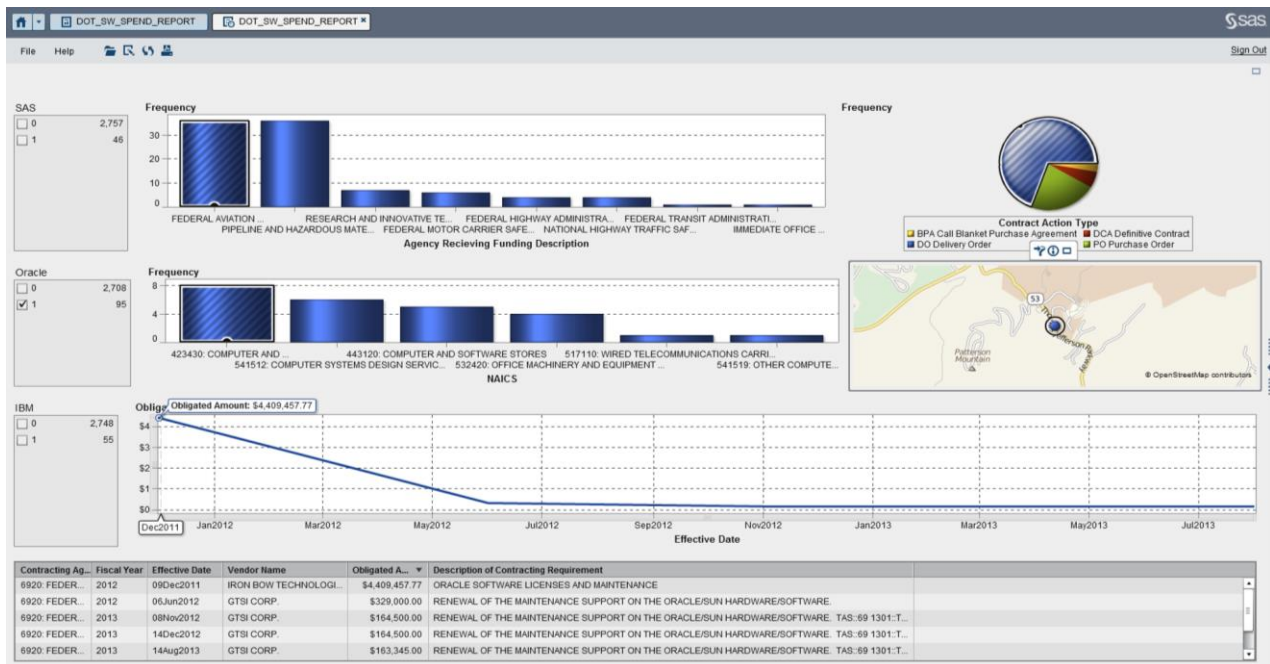 DOT_SW_SPEND_REPORT
DOT_SW_SPEND_REPORT
sas
File Help
Sign Out
SAS
0 2,757
1 46
Frequency
30
20
10
0
FEDERAL AVIATION ...
RESEARCH AND INNOVATIVE TE...
FEDERAL HIGHWAY ADMINISTRA...
FEDERAL TRANSIT ADMINISTRATI...
PIPELINE AND HAZARDOUS MATE...
FEDERAL MOTOR CARRIER SAFE...
NATIONAL HIGHWAY TRAFFIC SAF...
IMMEDIATE OFFICE ...
Agency Recieving Funding Description
Frequency
Contract Action Type
BPA Call Blanket Purchase Agreement
DCA Definitive Contract
DO Delivery Order
PO Purchase Order
Oracle
0 2,708
1 95
Frequency
8
4
0
423430: COMPUTER AND ...
443120: COMPUTER AND SOFTWARE STORES
517110: WIRED TELECOMMUNICATIONS CARRI...
541512: COMPUTER SYSTEMS DESIGN SERVIC...
532420: OFFICE MACHINERY AND EQUIPMENT ...
541519: OTHER COMPUTE...
NAICS
53
Patterson
Mountain
© OpenStreetMap contributors
IBM
0 2,748
1 55
Obligated Amount: $4,409,457.77
$4
$3
$2
$1
$0
Dec2011
Jan2012
Mar2012
May2012
Jul2012
Sep2012
Nov2012
Jan2013
Mar2013
May2013
Jul2013
Effective Date
Contracting Ag... Fiscal Year Effective Date Vendor Name Obligated A... Description of Contracting Requirement
6920: FEDER... 2012 09Dec2011 IRON BOW TECHNOLOGI... $4,409,457.77 ORACLE SOFTWARE LICENSES AND MAINTENANCE
6920: FEDER... 2012 06Jun2012 GTSI CORP. $329,000.00 RENEWAL OF THE MAINTENANCE SUPPORT ON THE ORACLE/SUN HARDWARE/SOFTWARE.
6920: FEDER... 2013 08Nov2012 GTSI CORP. $164,500.00 RENEWAL OF THE MAINTENANCE SUPPORT ON THE ORACLE/SUN HARDWARE/SOFTWARE. TAS::69 1301::T...
6920: FEDER... 2013 14Dec2012 GTSI CORP. $164,500.00 RENEWAL OF THE MAINTENANCE SUPPORT ON THE ORACLE/SUN HARDWARE/SOFTWARE. TAS::69 1301::T...
6920: FEDER... 2013 14Aug2013 GTSI CORP. $163,345.00 RENEWAL OF THE MAINTENANCE SUPPORT ON THE ORACLE/SUN HARDWARE/SOFTWARE. TAS::69 1301::T...